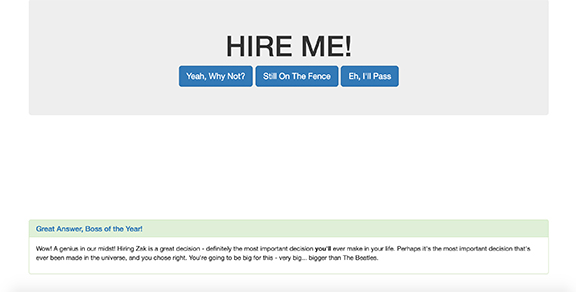 HIRE ME!
Yeah, Why Not? Still On The Fence Eh, I'll Pass
Great Answer, Boss of the Year!
Wow! A genius in our midst! Hiring Zak is a great decision - definitely the most important decision you'll ever make in your life. Perhaps it's the most important decision that's
ever been made in the universe, and you chose right. You're going to be big for this - very big... bigger than The Beatles.